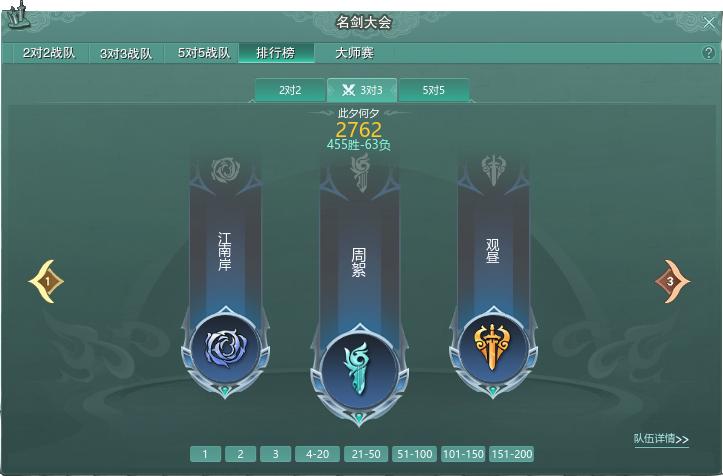 名剑大会
2对2战队 3对3战队 5对5战队 排行榜 大师赛 ?
2对2 3对3 5对5
此夕何夕
2762
455胜-63负
江南岸
周絮
观昼
1 3
队伍详情>>
1 2 3 4-20 21-50 51-100 101-150 151-200